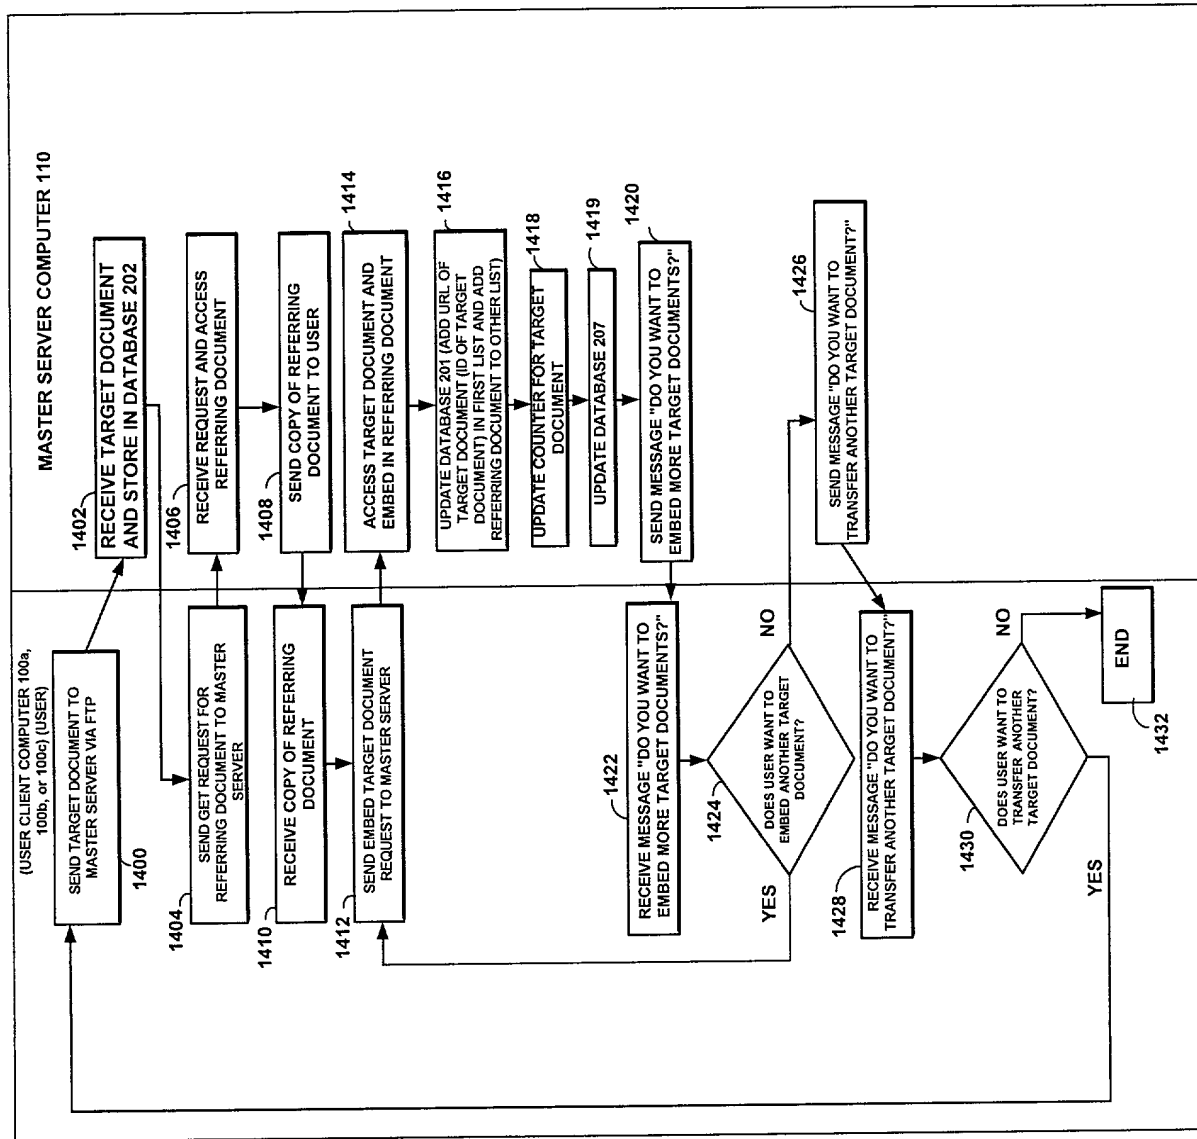 MASTER SERVER COMPUTER 110
(USER CLIENT COMPUTER 100a,
100b, or 100c) (USER)
SEND TARGET DOCUMENT TO
MASTER SERVER VIA FTP
1400
1402
RECEIVE TARGET DOCUMENT
AND STORE IN DATABASE 202
1404
SEND GET REQUEST FOR
REFERRING DOCUMENT TO MASTER
SERVER
1406
RECEIVE REQUEST AND ACCESS
REFERRING DOCUMENT
1408
SEND COPY OF REFERRING
DOCUMENT TO USER
1410
RECEIVE COPY OF REFERRING
DOCUMENT
1412
SEND EMBED TARGET DOCUMENT
REQUEST TO MASTER SERVER
1414
ACCESS TARGET DOCUMENT AND
EMBED IN REFERRING DOCUMENT
1416
UPDATE DATABASE 201 (ADD URL OF
TARGET DOCUMENT (ID OF TARGET
DOCUMENT) IN FIRST LIST AND ADD
REFERRING DOCUMENT TO OTHER LIST)
1418
UPDATE COUNTER FOR TARGET
DOCUMENT
1419
UPDATE DATABASE 207
1420
SEND MESSAGE "DO YOU WANT TO
EMBED MORE TARGET DOCUMENTS?"
1422
RECEIVE MESSAGE "DO YOU WANT TO
EMBED MORE TARGET DOCUMENTS?"
1424
DOES USER WANT TO
EMBED ANOTHER TARGET
DOCUMENT?
YES
NO
1426
SEND MESSAGE "DO YOU WANT TO
TRANSFER ANOTHER TARGET DOCUMENT?"
1428
RECEIVE MESSAGE "DO YOU WANT TO
TRANSFER ANOTHER TARGET DOCUMENT?"
1430
DOES USER WANT TO
TRANSFER ANOTHER
TARGET DOCUMENT?
YES
NO
END
1432